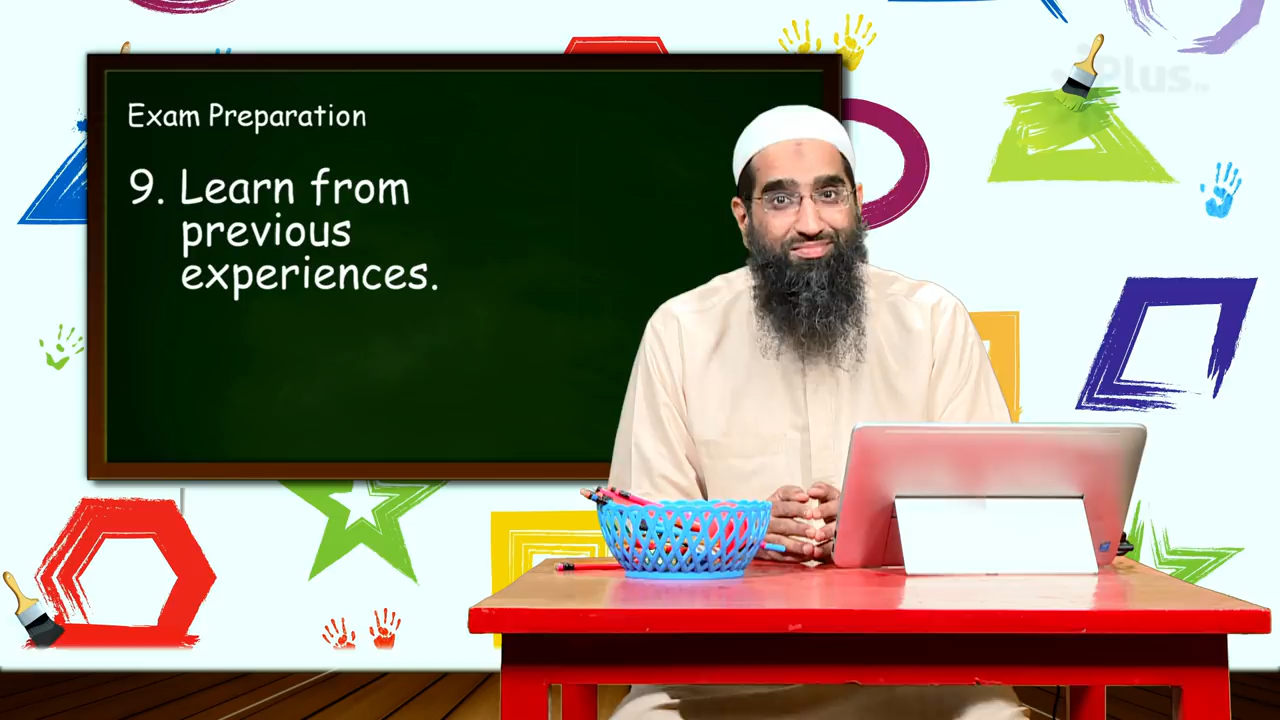 Exam Preparation
9. Learn from
previous
experiences.